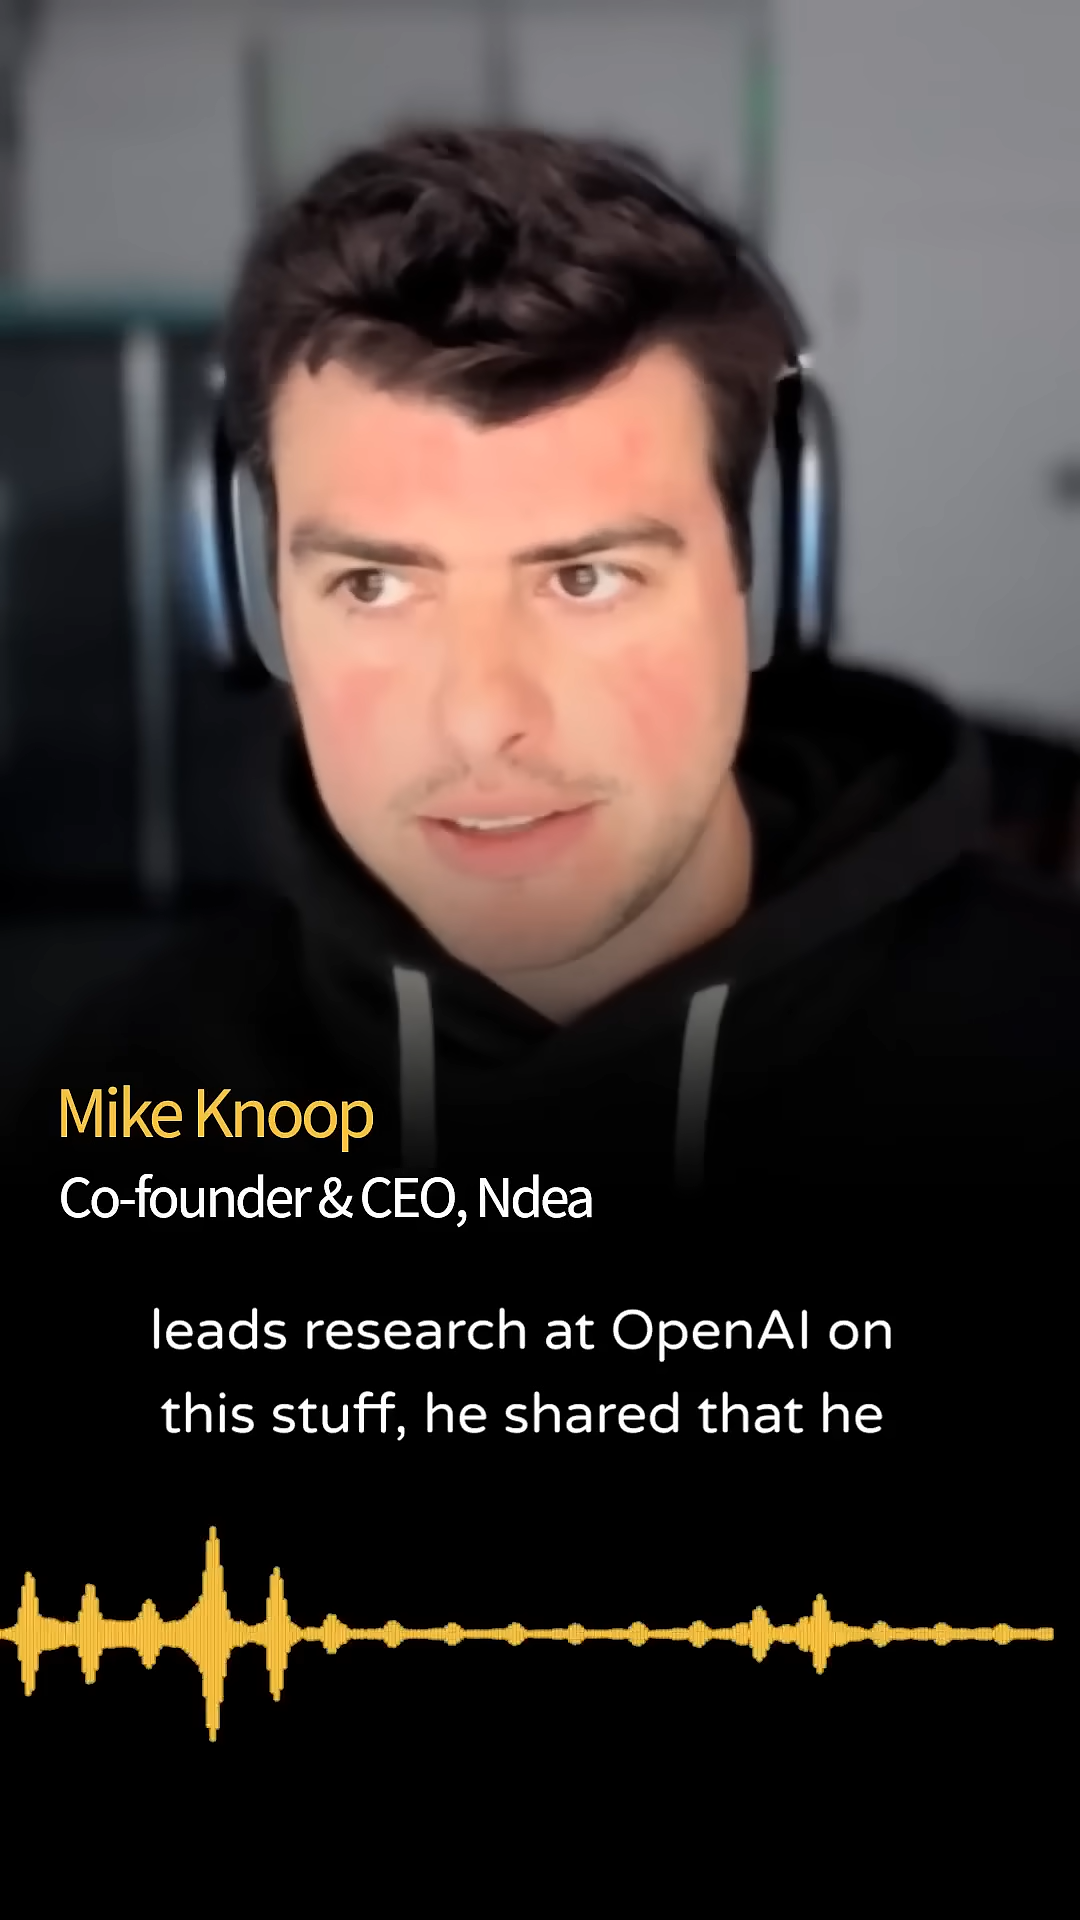 Mike Knoop
Co-founder & CEO, Ndea
leads research at OpenAI on
this stuff, he shared that he